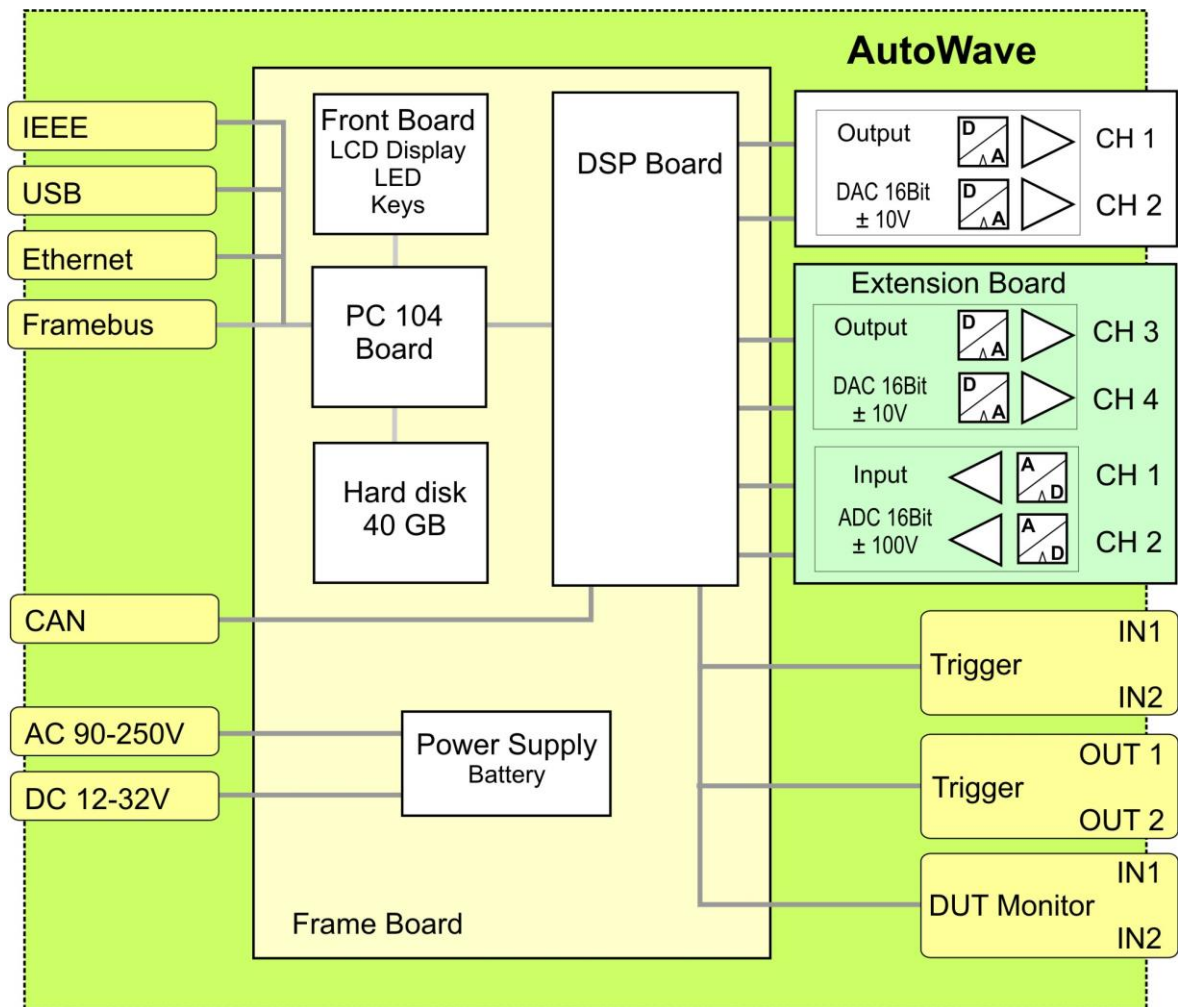 AutoWave
IEEE
USB
Ethernet
Framebus
CAN
AC 90-250V
DC 12-32V
Front Board
LCD Display
LED
Keys
PC 104
Board
Hard disk
40 GB
Power Supply
Battery
Frame Board
DSP Board
Output
DAC 16Bit
± 10V
D
A
CH 1
D
A
CH 2
Extension Board
Output
DAC 16Bit
± 10V
D
A
CH 3
D
A
CH 4
Input
ADC 16Bit
± 100V
A
D
CH 1
A
D
CH 2
IN1
Trigger
IN2
OUT 1
Trigger
OUT 2
IN1
DUT Monitor
IN2